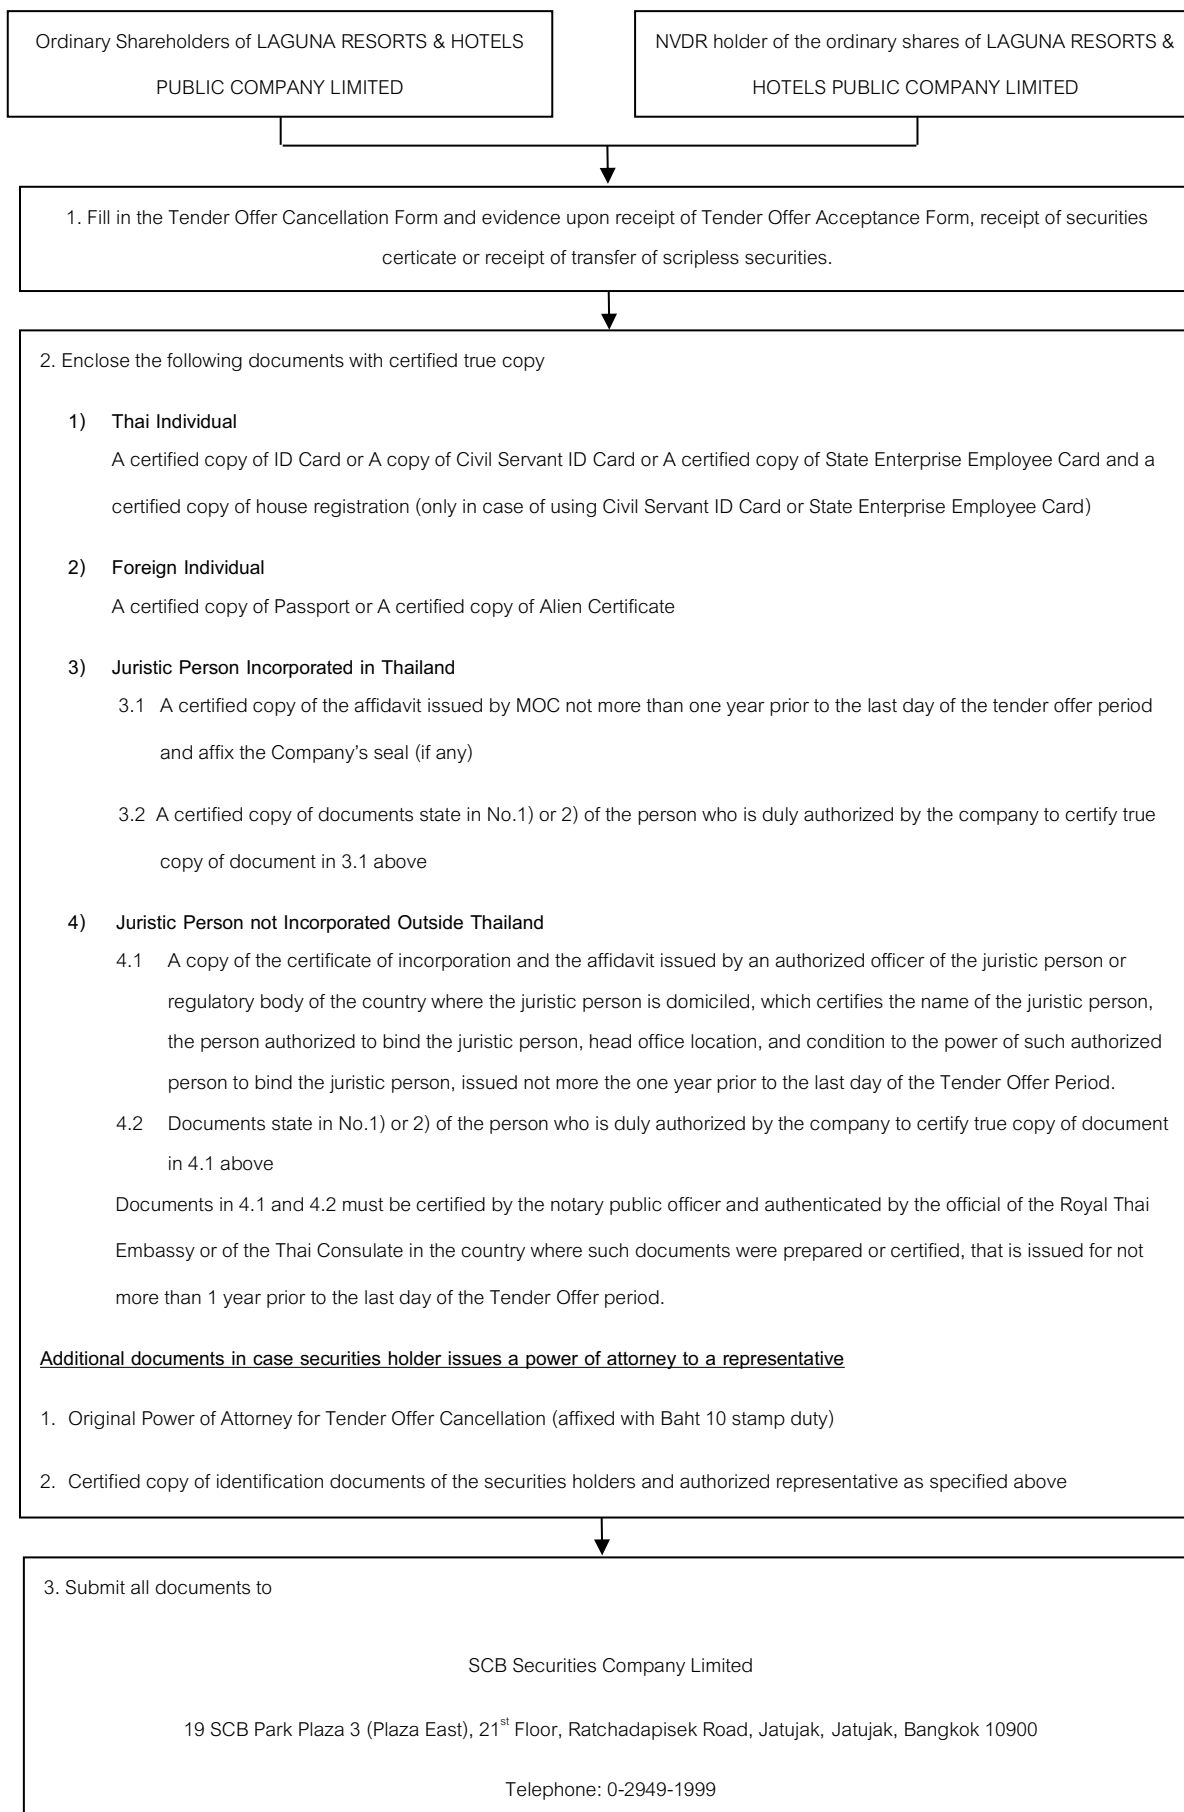 Ordinary Shareholders of LAGUNA RESORTS & HOTELS
PUBLIC COMPANY LIMITED
NVDR holder of the ordinary shares of LAGUNA RESORTS &
HOTELS PUBLIC COMPANY LIMITED
1. Fill in the Tender Offer Cancellation Form and evidence upon receipt of Tender Offer Acceptance Form, receipt of securities
certicate or receipt of transfer of scripless securities.
2. Enclose the following documents with certified true copy
1) Thai Individual
A certified copy of ID Card or A copy of Civil Servant ID Card or A certified copy of State Enterprise Employee Card and a
certified copy of house registration (only in case of using Civil Servant ID Card or State Enterprise Employee Card)
2) Foreign Individual
A certified copy of Passport or A certified copy of Alien Certificate
3) Juristic Person Incorporated in Thailand
3.1 A certified copy of the affidavit issued by MOC not more than one year prior to the last day of the tender offer period
and affix the Company's seal (if any)
3.2 A certified copy of documents state in No.1) or 2) of the person who is duly authorized by the company to certify true
copy of document in 3.1 above
4) Juristic Person not Incorporated Outside Thailand
4.1 A copy of the certificate of incorporation and the affidavit issued by an authorized officer of the juristic person or
regulatory body of the country where the juristic person is domiciled, which certifies the name of the juristic person,
the person authorized to bind the juristic person, head office location, and condition to the power of such authorized
person to bind the juristic person, issued not more the one year prior to the last day of the Tender Offer Period.
4.2 Documents state in No.1) or 2) of the person who is duly authorized by the company to certify true copy of document
in 4.1 above
Documents in 4.1 and 4.2 must be certified by the notary public officer and authenticated by the official of the Royal Thai
Embassy or of the Thai Consulate in the country where such documents were prepared or certified, that is issued for not
more than 1 year prior to the last day of the Tender Offer period.
Additional documents in case securities holder issues a power of attorney to a representative
1. Original Power of Attorney for Tender Offer Cancellation (affixed with Baht 10 stamp duty)
2. Certified copy of identification documents of the securities holders and authorized representative as specified above
3. Submit all documents to
SCB Securities Company Limited
19 SCB Park Plaza 3 (Plaza East), 21st Floor, Ratchadapisek Road, Jatujak, Jatujak, Bangkok 10900
Telephone: 0-2949-1999